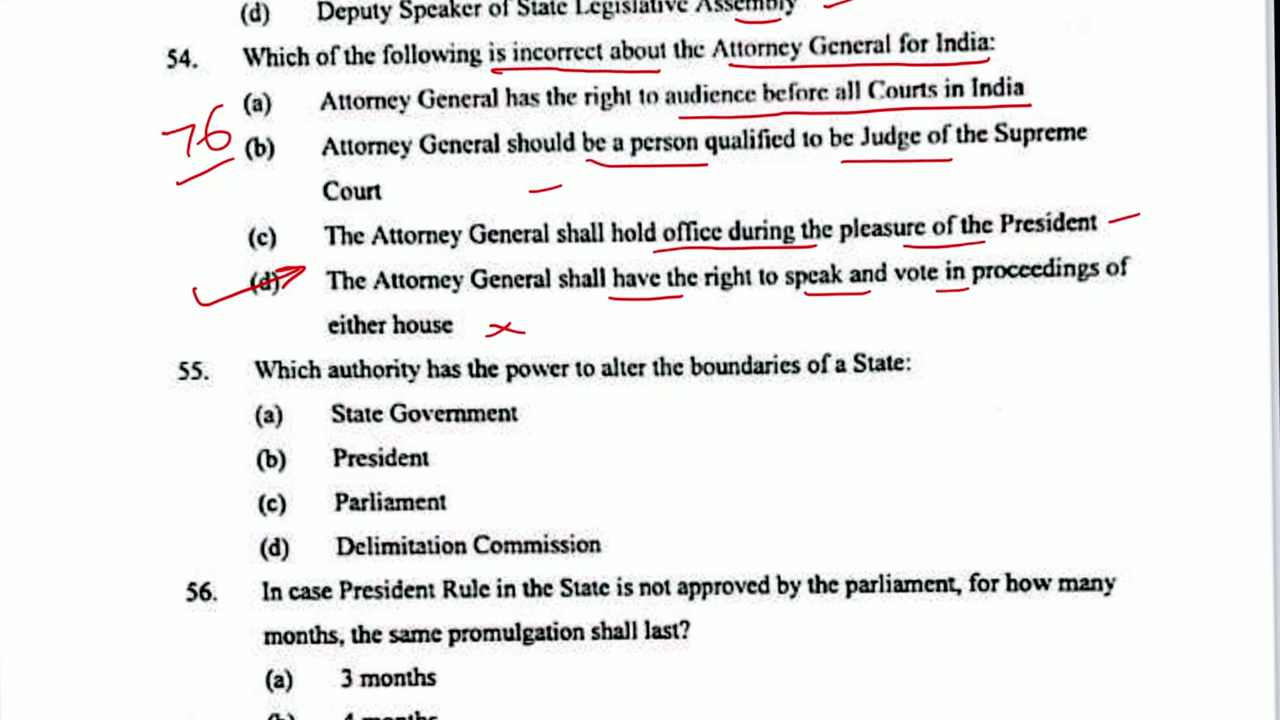 (d) Deputy Speaker of State Legislative Assembly
54. Which of the following is incorrect about the Attorney General for India:
(a) Attorney General has the right to audience before all Courts in India
76
(b) Attorney General should be a person qualified to be Judge of the Supreme
Court
(c) The Attorney General shall hold office during the pleasure of the President
(d) The Attorney General shall have the right to speak and vote in proceedings of
either house
55. Which authority has the power to alter the boundaries of a State:
(a) State Government
(b) President
(c) Parliament
(d) Delimitation Commission
56. In case President Rule in the State is not approved by the parliament, for how many
months, the same promulgation shall last?
(a) 3 months
(b) 4 months